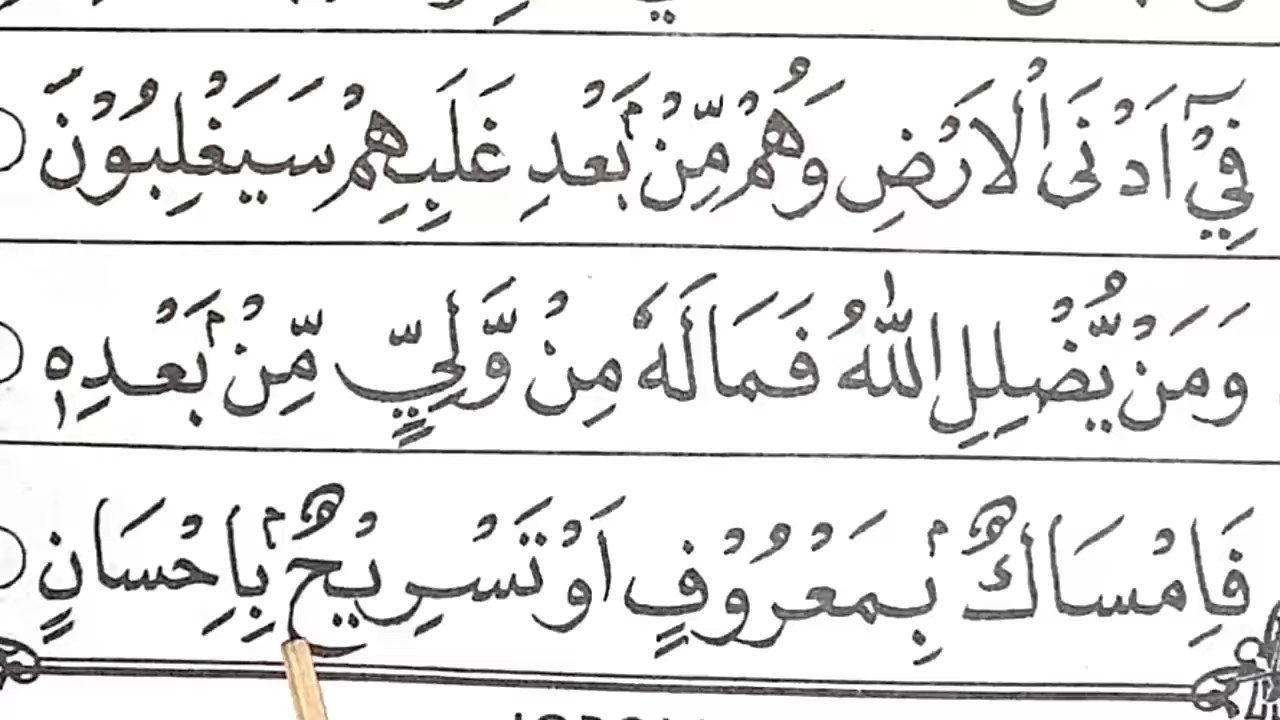 فِيْٓ اَدْنَى الْاَرْضِ وَهُمْ مِّنْۢ بَعْدِ غَلَبِهِمْ سَيَغْلِبُوْنَ
وَمَنْ يُّضْلِلِ اللّٰهُ فَمَا لَهٗ مِنْ وَّلِيٍّ مِّنْۢ بَعْدِهٖ
فَاِمْسَاكٌۢ بِمَعْرُوْفٍ اَوْ تَسْرِيْحٌۢ بِاِحْسَانٍ